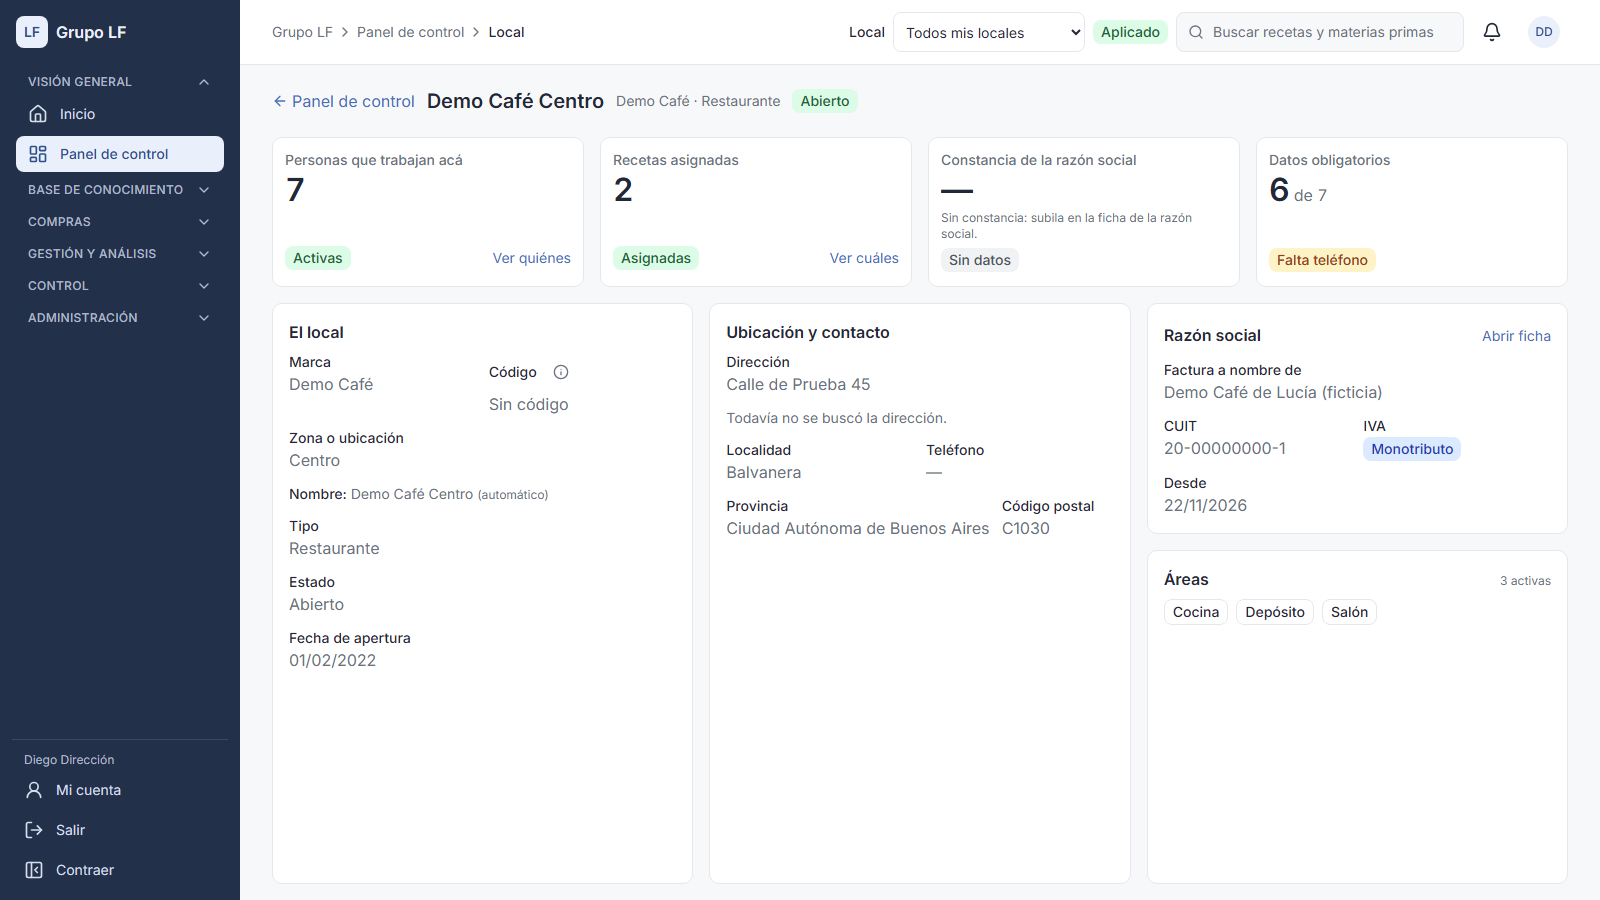 LF Grupo LF
VISIÓN GENERAL
Inicio
Panel de control
BASE DE CONOCIMIENTO
COMPRAS
GESTIÓN Y ANÁLISIS
CONTROL
ADMINISTRACIÓN
Diego Dirección
Mi cuenta
Salir
Contraer
Grupo LF > Panel de control > Local
Local Todos mis locales Aplicado Buscar recetas y materias primas DD
← Panel de control Demo Café Centro Demo Café · Restaurante Abierto
Personas que trabajan acá
7
Activas Ver quiénes
Recetas asignadas
2
Asignadas Ver cuáles
Constancia de la razón social
—
Sin constancia: subila en la ficha de la razón
social.
Sin datos
Datos obligatorios
6 de 7
Falta teléfono
El local
Marca
Demo Café
Código
Sin código
Zona o ubicación
Centro
Nombre: Demo Café Centro (automático)
Tipo
Restaurante
Estado
Abierto
Fecha de apertura
01/02/2022
Ubicación y contacto
Dirección
Calle de Prueba 45
Todavía no se buscó la dirección.
Localidad
Balvanera
Teléfono
—
Provincia
Ciudad Autónoma de Buenos Aires
Código postal
C1030
Razón social Abrir ficha
Factura a nombre de
Demo Café de Lucía (ficticia)
CUIT
20-00000000-1
IVA
Monotributo
Desde
22/11/2026
Áreas 3 activas
Cocina Depósito Salón